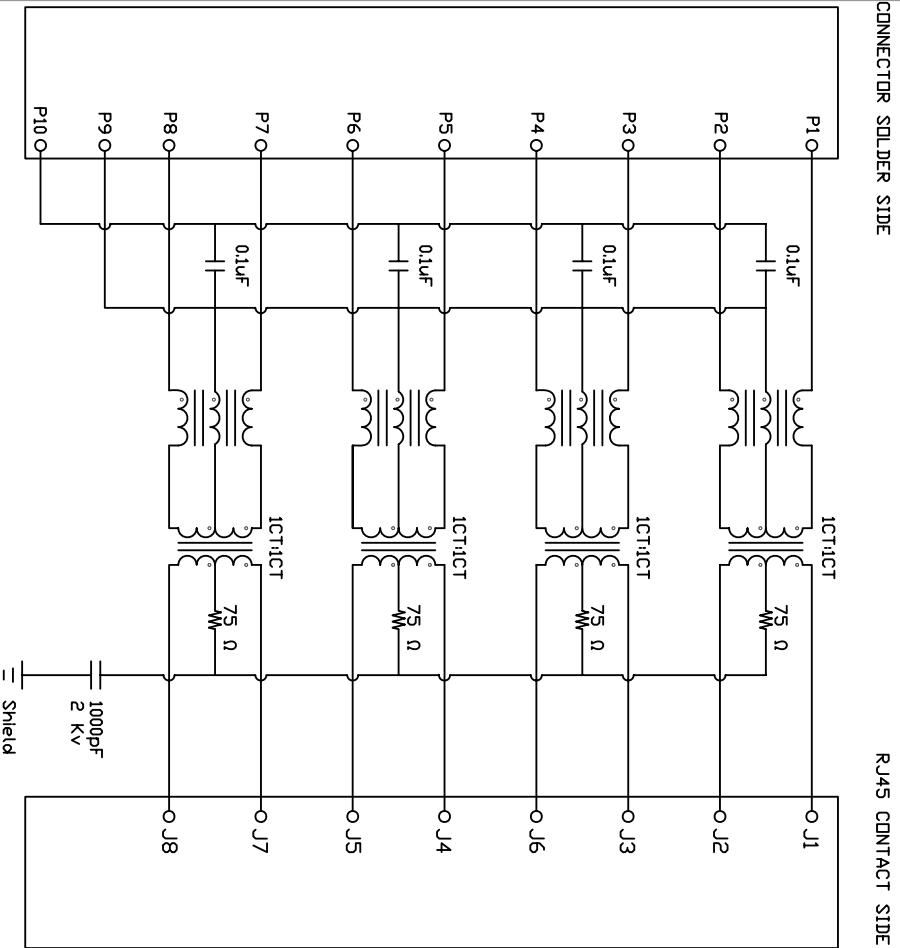 CONNECTOR SOLDER SIDE
RJ45 CONTACT SIDE
P1
P2
P3
P4
P5
P6
P7
P8
P9
P10
0.1uF
0.1uF
0.1uF
0.1uF
1CT:1CT
1CT:1CT
1CT:1CT
1CT:1CT
75 Ω
75 Ω
75 Ω
75 Ω
1000pF
2 Kv
Shield
J1
J2
J3
J6
J4
J5
J7
J8